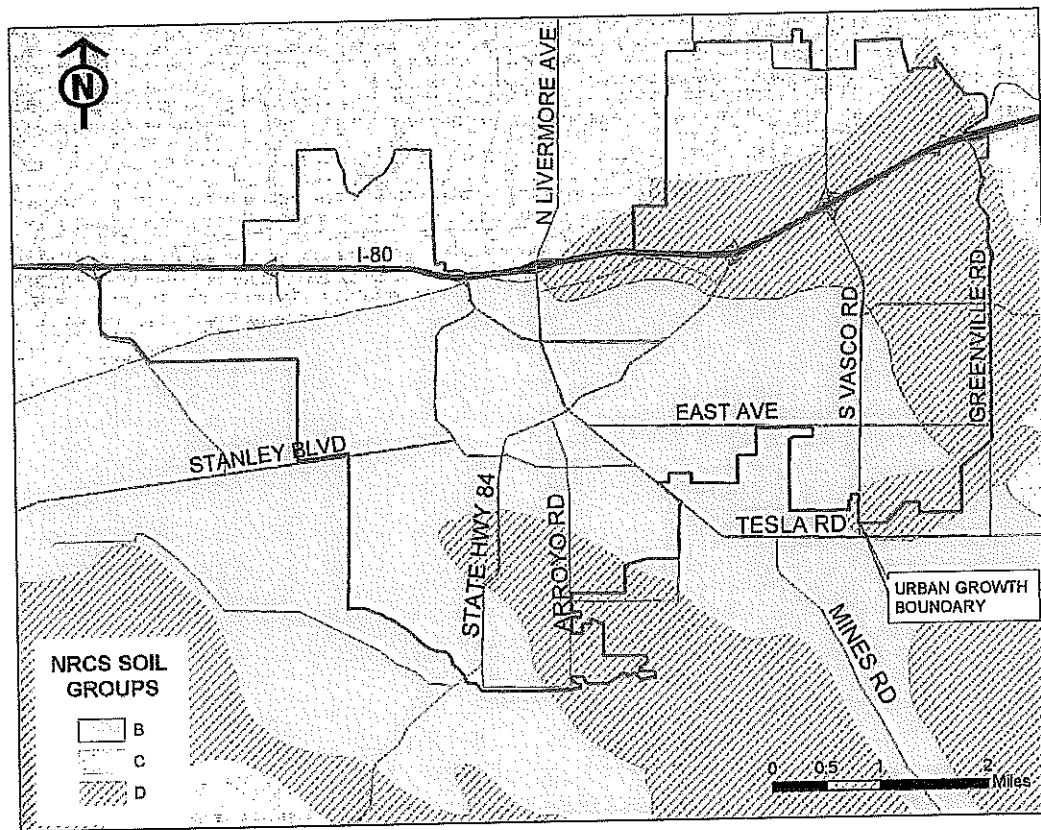 N
N LIVERMORE AVE
I-80
S VASCO RD
GREENVILLE RD
EAST AVE
STANLEY BLVD
STATE HWY 84
ARROYO RD
TESLA RD
URBAN GROWTH
BOUNDARY
MINES RD
NRCS SOIL
GROUPS
B
C
D
0 0.5 1 2
Miles